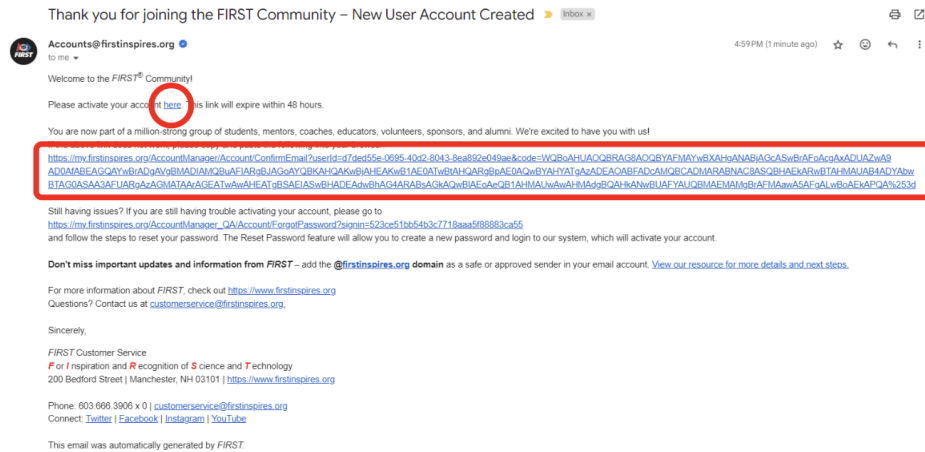 Thank you for joining the FIRST Community – New User Account Created
Inbox ×
Accounts@firstinspires.org
4:59 PM (1 minute ago)
to me
FIRST
Welcome to the FIRST® Community!
Please activate your account here. This link will expire within 48 hours.
You are now part of a million-strong group of students, mentors, coaches, educators, volunteers, sponsors, and alumni. We're excited to have you with us!
https://my.firstinspires.org/AccountManager/Account/ConfirmEmail?userId=d7ded55e-0695-40d2-8043-8ea892e049ae&code=WQBoAHUAOQBRAG8AOQBYAFMAYwBXAHgANABjAGcASwBrAFoAcgAxADUAZwA9
AD0AfABEAGQAYwBrADgAVgBMADIAMQBuAFIARgBJAGoAYQBKAHQAKwBjAHEAKwB1AE0ATwBtAHQARgBpAE0AQwBYAHYATgAzADEAOABFADcAMQBCADMARABNAC8ASQBHAEkARwBTAHMAUAB4ADYAbw
BTAG0ASAA3AFUARgAzAGMATAArAGEATwAwAHEATgBSAEIASwBHADEAdwBhAG4ARABsAGkAQwBIAEoAeQB1AHMAUwAwAHMAdgBQAHkANwBUAFYAUQBMAEMAMgBrAFMAawA5AFgALwBoAEkAPQA%253d
Still having issues? If you are still having trouble activating your account, please go to
https://my.firstinspires.org/AccountManager_QA/Account/ForgotPassword?signin=523ce51bb54b3c7718aaa5f88883ca55
and follow the steps to reset your password. The Reset Password feature will allow you to create a new password and login to our system, which will activate your account.
Don't miss important updates and information from FIRST – add the @firstinspires.org domain as a safe or approved sender in your email account. View our resource for more details and next steps.
For more information about FIRST, check out https://www.firstinspires.org
Questions? Contact us at customerservice@firstinspires.org.
Sincerely,
FIRST Customer Service
F or I nspiration and R ecognition of S cience and T echnology
200 Bedford Street | Manchester, NH 03101 | https://www.firstinspires.org
Phone: 603.666.3906 x 0 | customerservice@firstinspires.org
Connect: Twitter | Facebook | Instagram | YouTube
This email was automatically generated by FIRST.